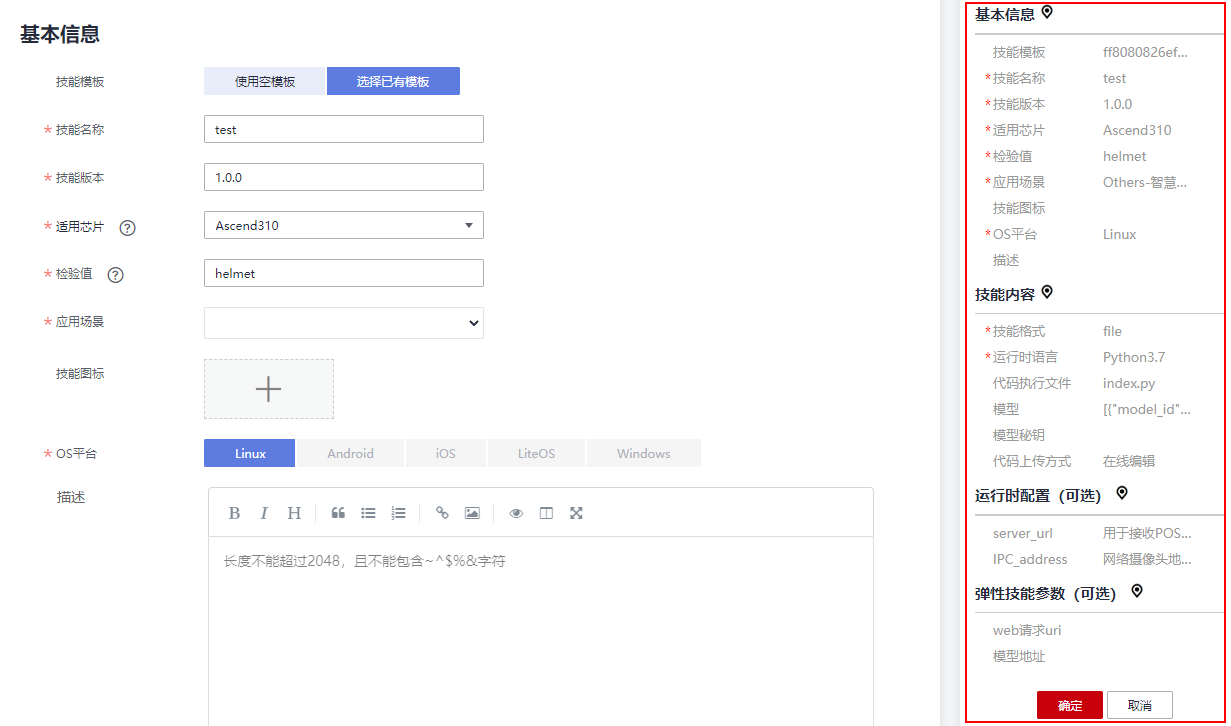 基本信息
技能模板
使用空模板
选择已有模板
* 技能名称
test
* 技能版本
1.0.0
* 适用芯片 ?
Ascend310
* 检验值 ?
helmet
* 应用场景
技能图标
* OS平台
Linux
Android
iOS
LiteOS
Windows
描述
B I H
长度不能超过2048，且不能包含~^$%&字符
基本信息
技能模板 ff8080826ef...
*技能名称 test
*技能版本 1.0.0
*适用芯片 Ascend310
*检验值 helmet
*应用场景 Others-智慧...
技能图标
*OS平台 Linux
描述
技能内容
*技能格式 file
*运行时语言 Python3.7
代码执行文件 index.py
模型 [{"model_id"...
模型秘钥
代码上传方式 在线编辑
运行时配置（可选）
server_url 用于接收POS...
IPC_address 网络摄像头地...
弹性技能参数（可选）
web请求uri
模型地址
确定 取消